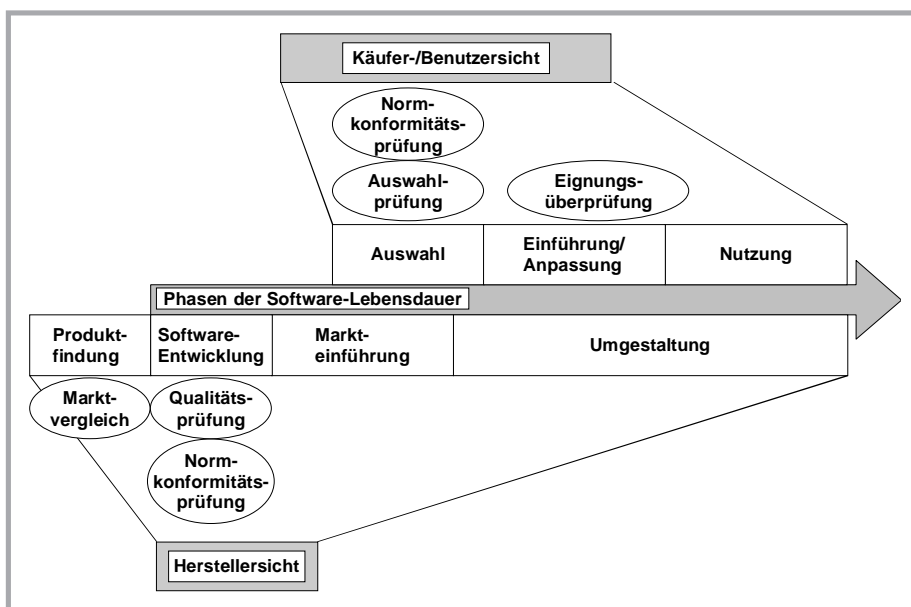 Käufer-/Benutzersicht
Norm-
konformitäts-
prüfung
Auswahl-
prüfung
Eignungs-
überprüfung
Auswahl
Einführung/
Anpassung
Nutzung
Phasen der Software-Lebensdauer
Produkt-
findung
Software-
Entwicklung
Markt-
einführung
Umgestaltung
Markt-
vergleich
Qualitäts-
prüfung
Norm-
konformitäts-
prüfung
Herstellersicht